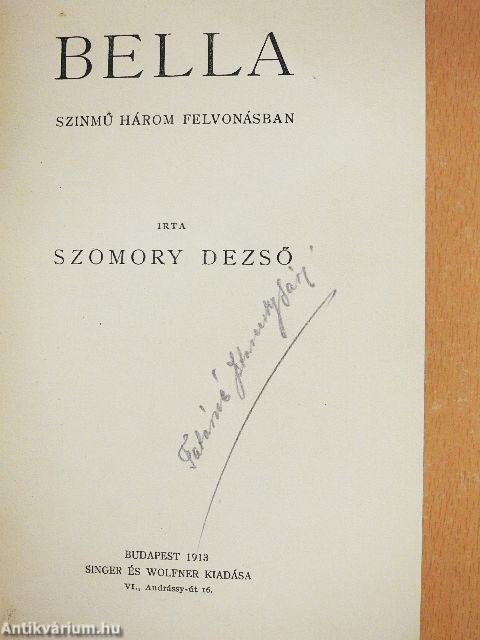 BELLA
SZINMŰ HÁROM FELVONÁSBAN
IRTA
SZOMORY DEZSŐ
BUDAPEST 1913
SINGER ÉS WOLFNER KIADÁSA
VI., Andrássy-út 16.
Antikvárium.hu